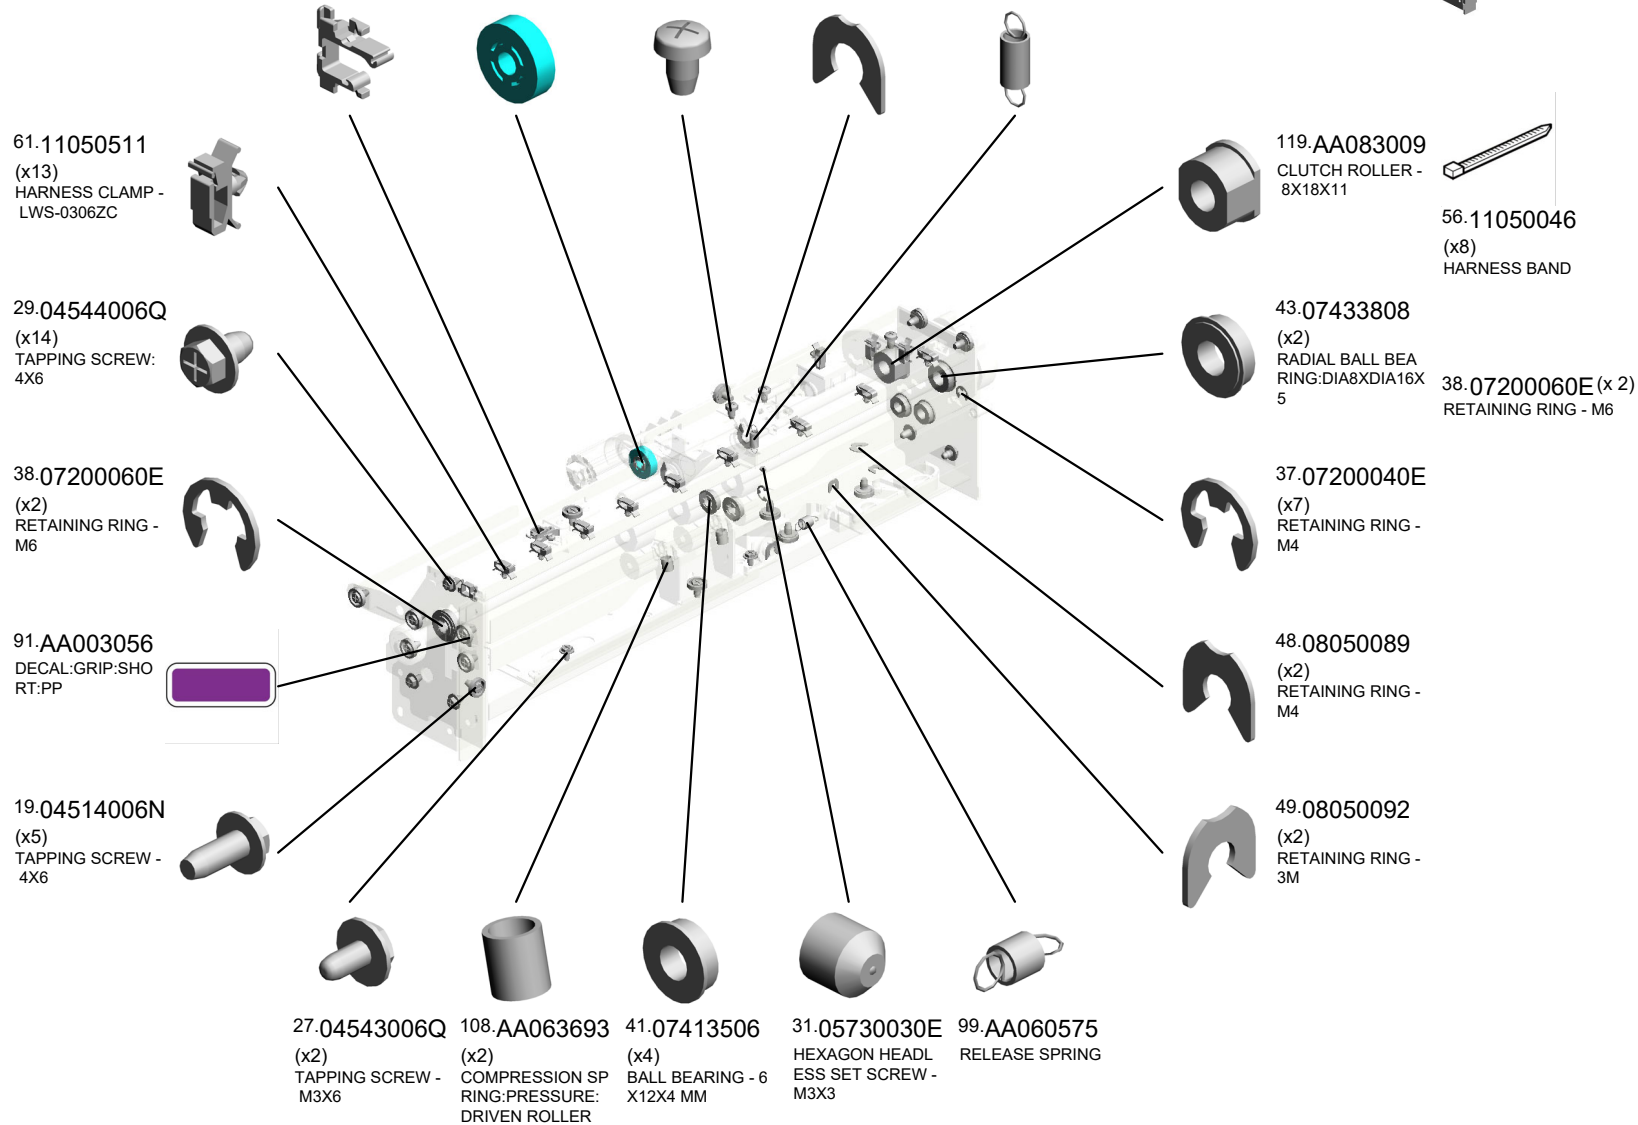 61.11050511
(x13)
HARNESS CLAMP -
LWS-0306ZC
29.04544006Q
(x14)
TAPPING SCREW:
4X6
38.07200060E
(x2)
RETAINING RING -
M6
91.AA003056
DECAL:GRIP:SHO
RT:PP
19.04514006N
(x5)
TAPPING SCREW -
4X6
27.04543006Q
(x2)
TAPPING SCREW -
M3X6
108.AA063693
(x2)
COMPRESSION SP
RING:PRESSURE:
DRIVEN ROLLER
41.07413506
(x4)
BALL BEARING - 6
X12X4 MM
31.05730030E
HEXAGON HEADL
ESS SET SCREW -
M3X3
99.AA060575
RELEASE SPRING
119.AA083009
CLUTCH ROLLER -
8X18X11
43.07433808
(x2)
RADIAL BALL BEA
RING:DIA8XDIA16X
5
37.07200040E
(x7)
RETAINING RING -
M4
48.08050089
(x2)
RETAINING RING -
M4
49.08050092
(x2)
RETAINING RING -
3M
56.11050046
(x8)
HARNESS BAND
38.07200060E (x 2)
RETAINING RING - M6